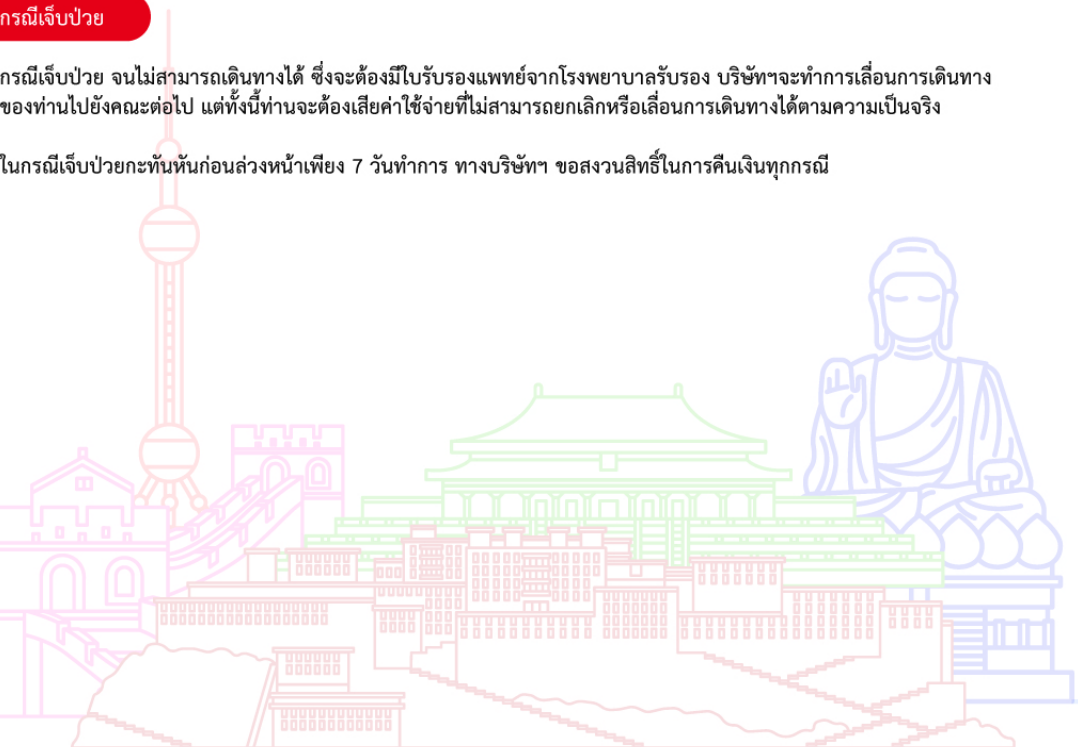 กรณีเจ็บป่วย
กรณีเจ็บป่วย จนไม่สามารถเดินทางได้ ซึ่งจะต้องมีใบรับรองแพทย์จากโรงพยาบาลรับรอง บริษัทฯจะทำการเลื่อนการเดินทาง
ของท่านไปยังคณะต่อไป แต่ทั้งนี้ท่านจะต้องเสียค่าใช้จ่ายที่ไม่สามารถยกเลิกหรือเลื่อนการเดินทางได้ตามความเป็นจริง
ในกรณีเจ็บป่วยกะทันหันก่อนล่วงหน้าเพียง 7 วันทำการ ทางบริษัทฯ ขอสงวนสิทธิ์ในการคืนเงินทุกกรณี